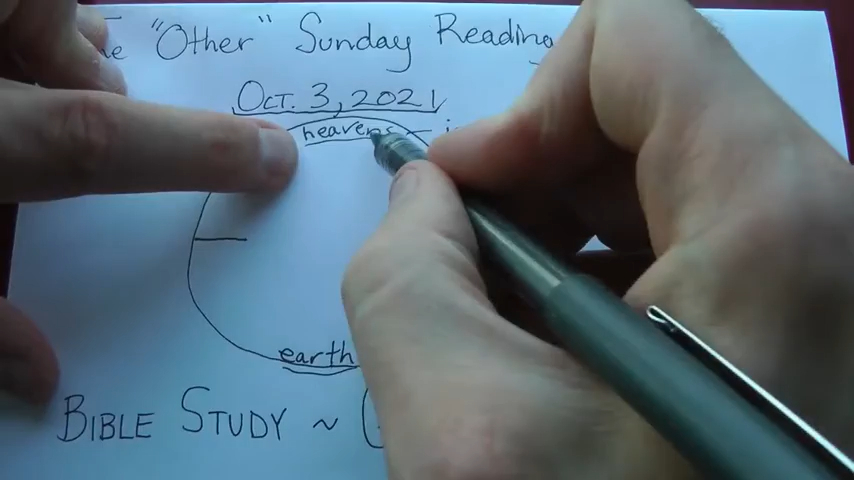 "Other" Sunday Reading
Oct. 3, 2021
heavens
earth
BIBLE STUDY ~ (